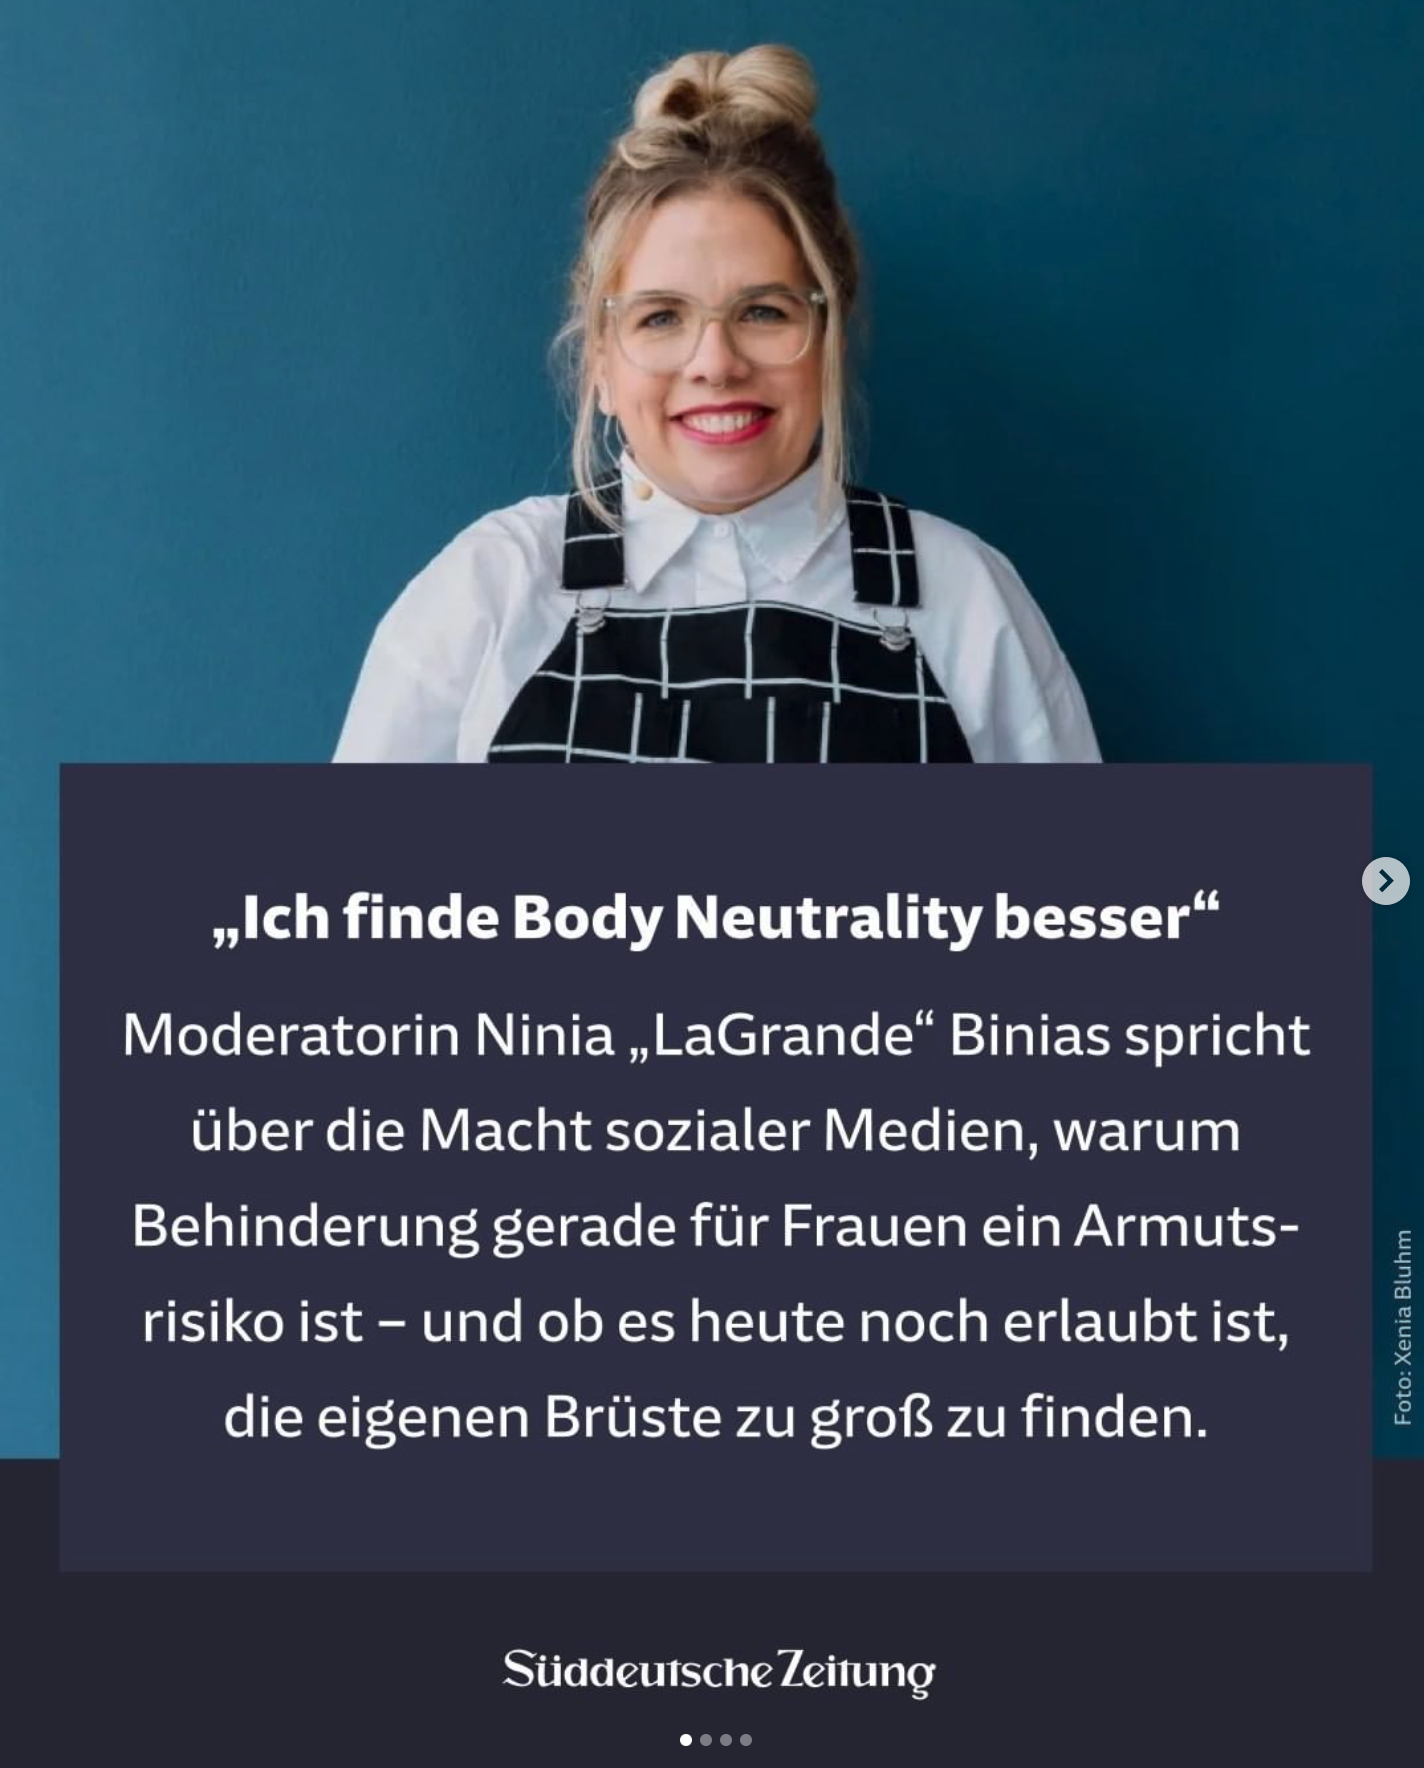 „Ich finde Body Neutrality besser“
Moderatorin Ninia „LaGrande“ Binias spricht
über die Macht sozialer Medien, warum
Behinderung gerade für Frauen ein Armuts-
risiko ist – und ob es heute noch erlaubt ist,
die eigenen Brüste zu groß zu finden.
Foto: Xenia Bluhm
Süddeutsche Zeitung